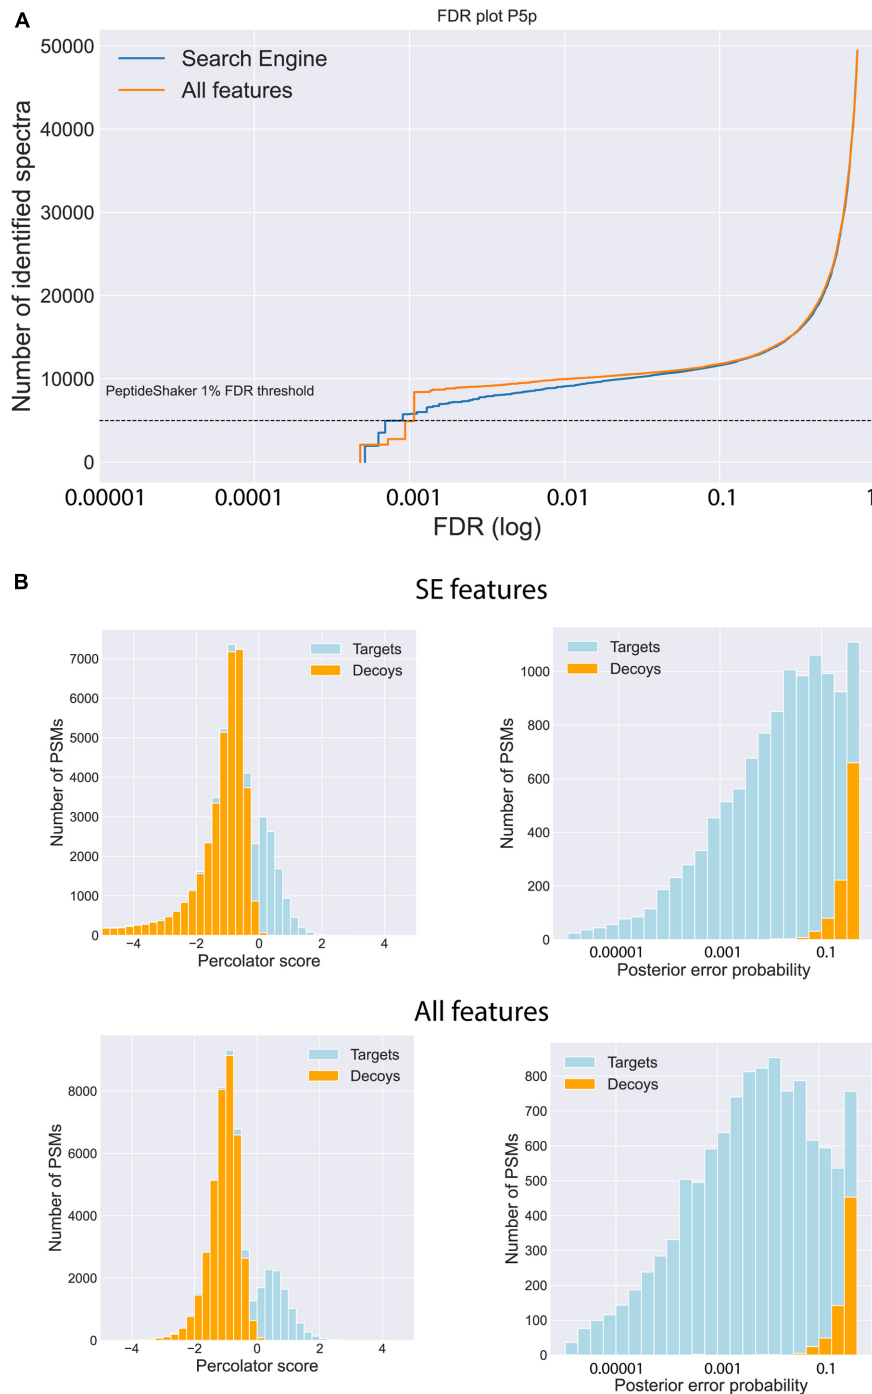 A
FDR plot P5p
Search Engine
All features
Number of identified spectra
50000
40000
30000
20000
10000
0
PeptideShaker 1% FDR threshold
0.00001 0.0001 0.001 0.01 0.1 1
FDR (log)
B
SE features
Targets
Decoys
Number of PSMs
7000
6000
5000
4000
3000
2000
1000
0
−4 −2 0 2 4
Percolator score
Targets
Decoys
Number of PSMs
1000
800
600
400
200
0
0.00001 0.001 0.1
Posterior error probability
All features
Targets
Decoys
Number of PSMs
8000
6000
4000
2000
0
−4 −2 0 2 4
Percolator score
Targets
Decoys
Number of PSMs
800
700
600
500
400
300
200
100
0
0.00001 0.001 0.1
Posterior error probability